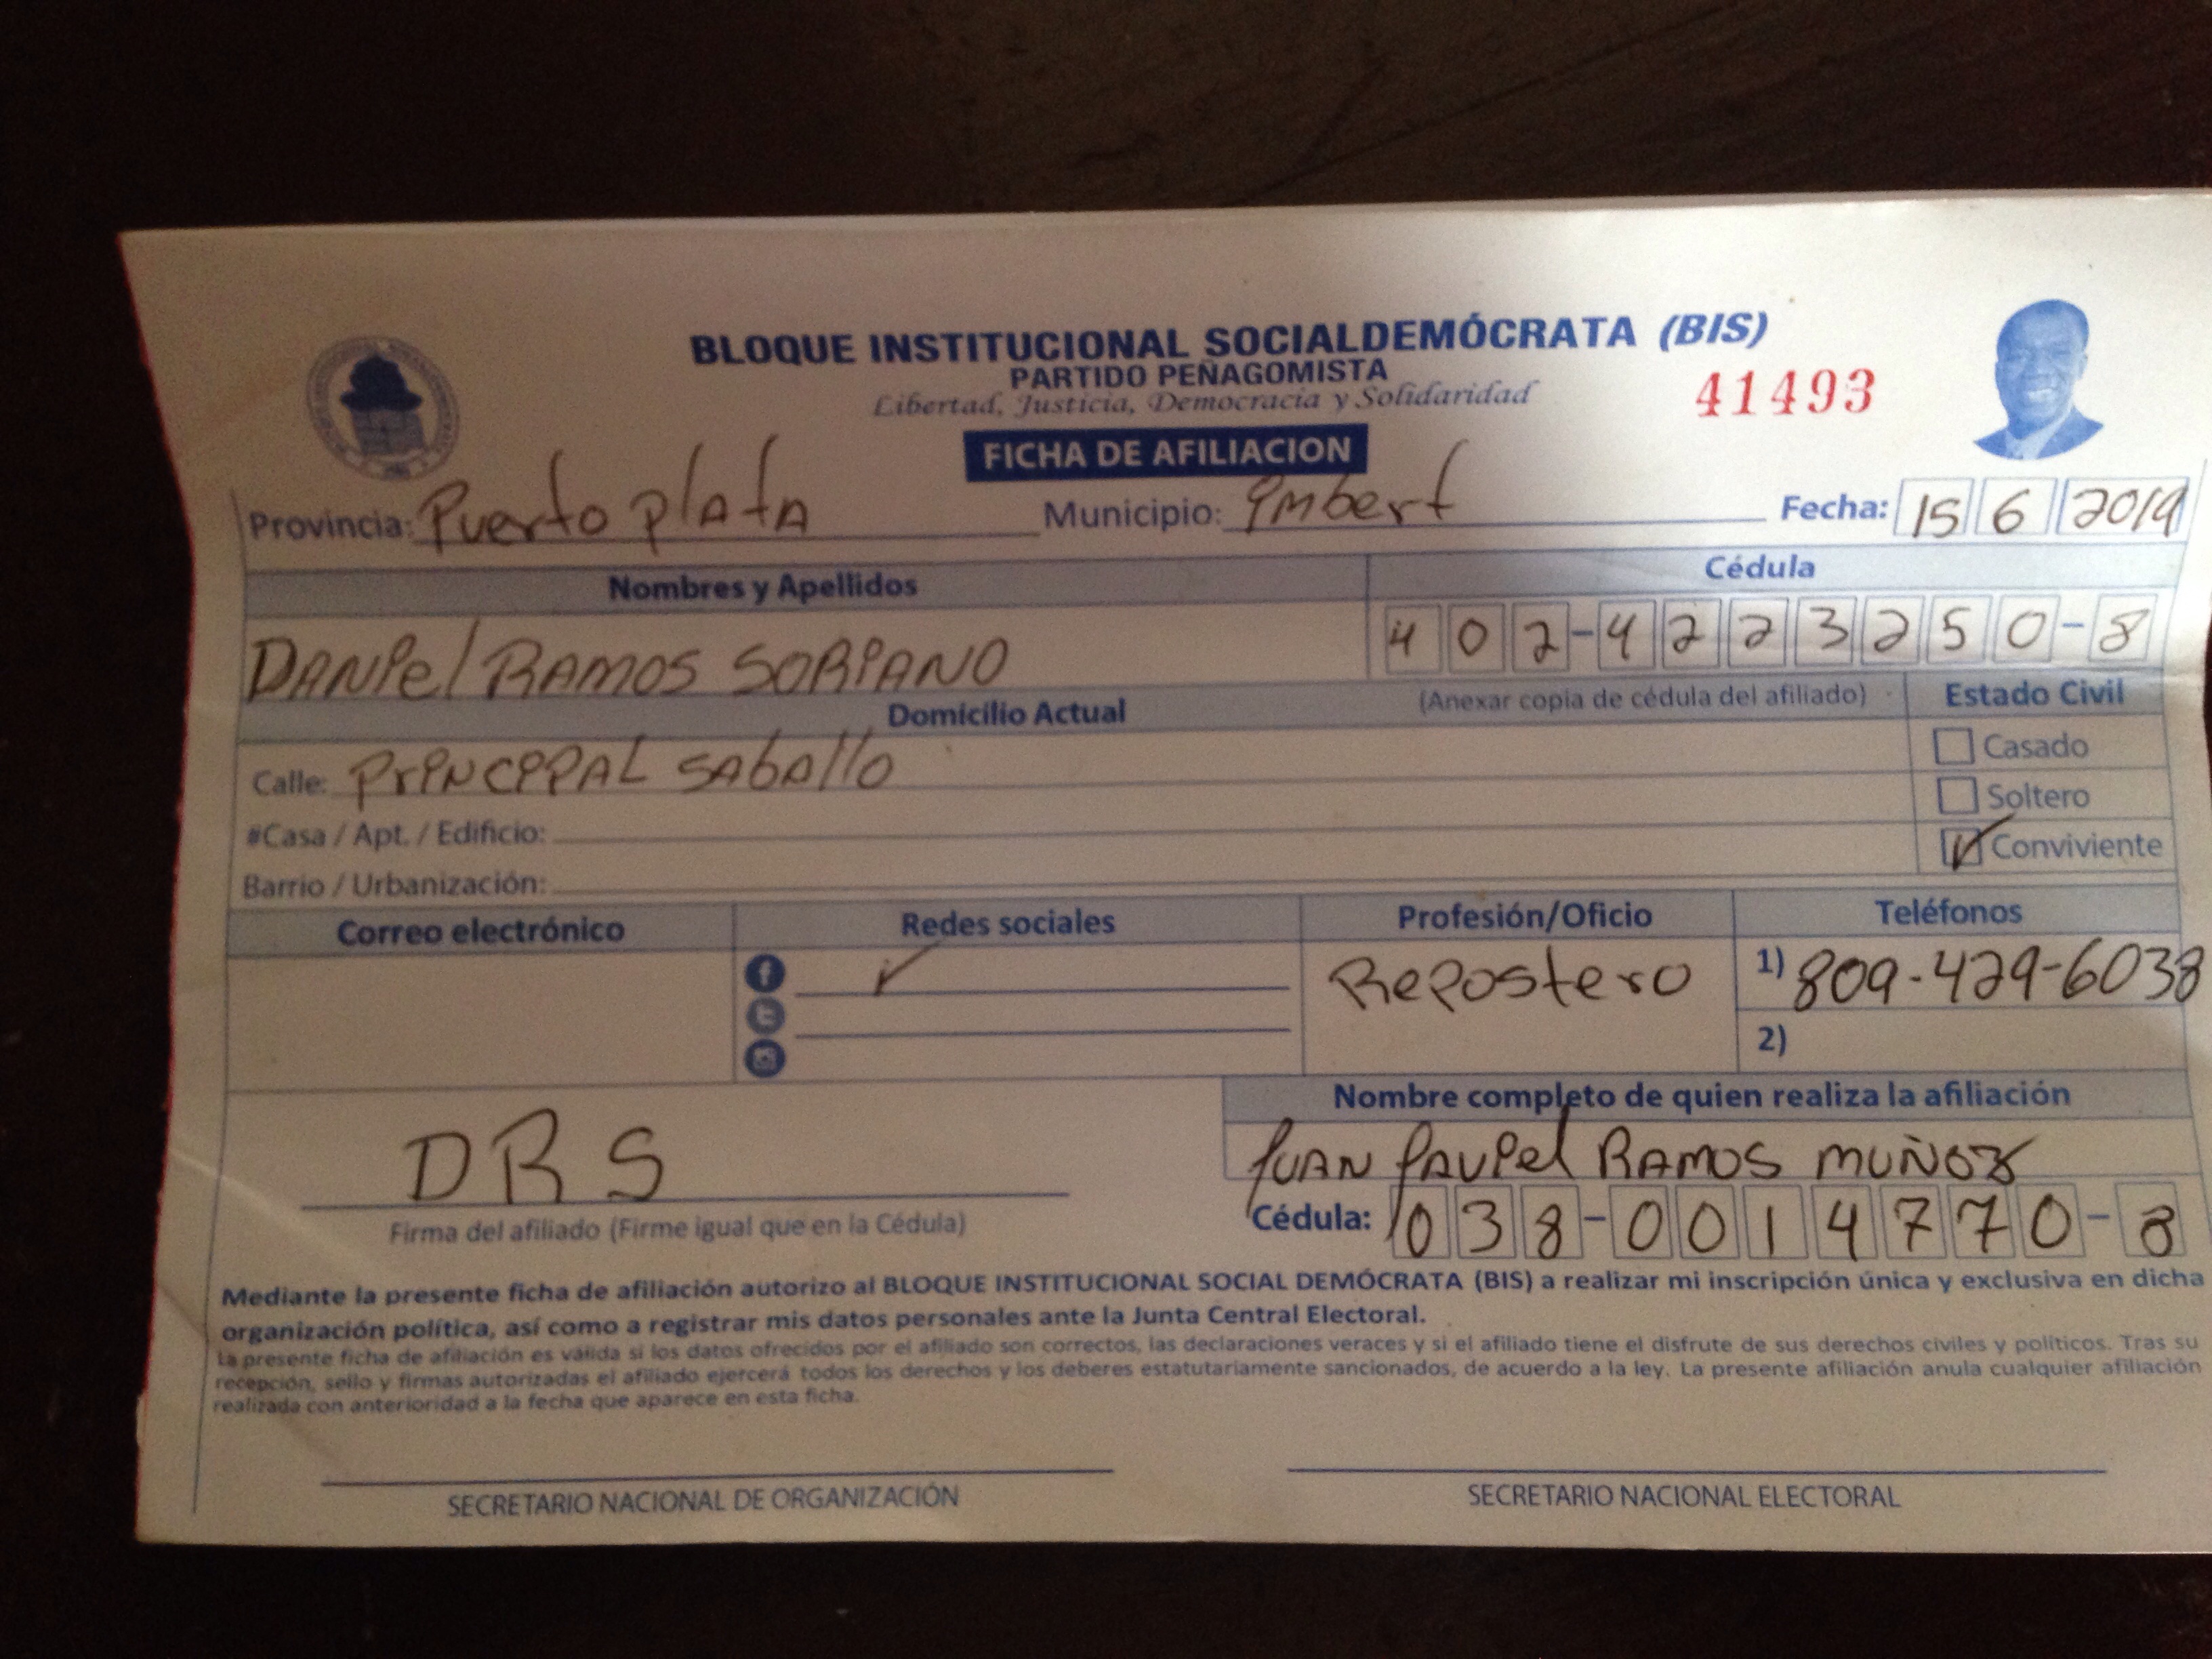 BLOQUE INSTITUCIONAL SOCIALDEMÓCRATA (BIS)
PARTIDO PEÑAGOMISTA
Libertad, Justicia, Democracia y Solidaridad
41493
FICHA DE AFILIACION
Provincia: Puerto plata Municipio: imbert Fecha: 15 6 2019
Nombres y Apellidos Cédula
DANiel RAMOS SORiANO 402-4223250-8
Domicilio Actual (Anexar copia de cédula del afiliado) Estado Civil
Casado
Calle: PriNCiPAL SAbAllo
Soltero
#Casa / Apt. / Edificio:
Conviviente
Barrio / Urbanización:
Correo electrónico Redes sociales Profesión/Oficio Teléfonos
Repostero 1) 809-429-6038
2)
Nombre completo de quien realiza la afiliación
DRS JUAN RAMOS MUÑOZ
Firma del afiliado (Firme igual que en la Cédula) Cédula: 038-0014770-8
Mediante la presente ficha de afiliación autorizo al BLOQUE INSTITUCIONAL SOCIAL DEMÓCRATA (BIS) a realizar mi inscripción única y exclusiva en dicha
organización política, así como a registrar mis datos personales ante la Junta Central Electoral.
La presente ficha de afiliación es válida si los datos ofrecidos por el afiliado son correctos, las declaraciones veraces y si el afiliado tiene el disfrute de sus derechos civiles y políticos. Tras su
recepción, sello y firmas autorizadas el afiliado ejercerá todos los derechos y los deberes estatutariamente sancionados, de acuerdo a la ley. La presente afiliación anula cualquier afiliación
realizada con anterioridad a la fecha que aparece en esta ficha.
SECRETARIO NACIONAL DE ORGANIZACIÓN SECRETARIO NACIONAL ELECTORAL